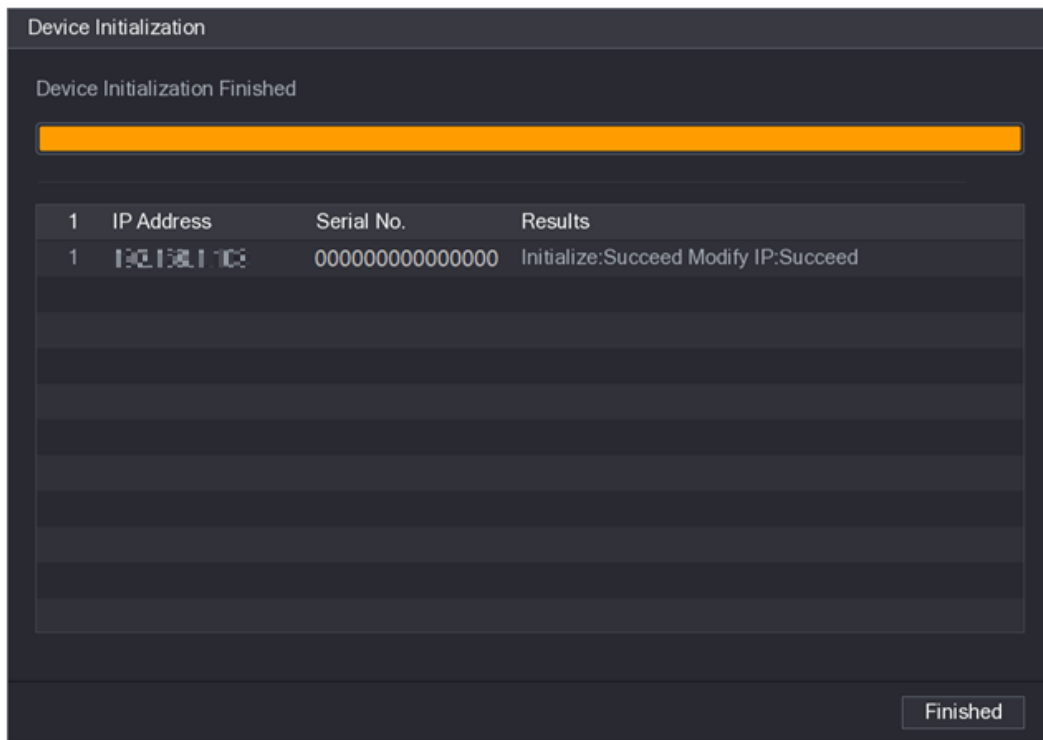 Device Initialization
Device Initialization Finished
1 IP Address Serial No. Results
1 000000000000000 Initialize:Succeed Modify IP:Succeed
Finished